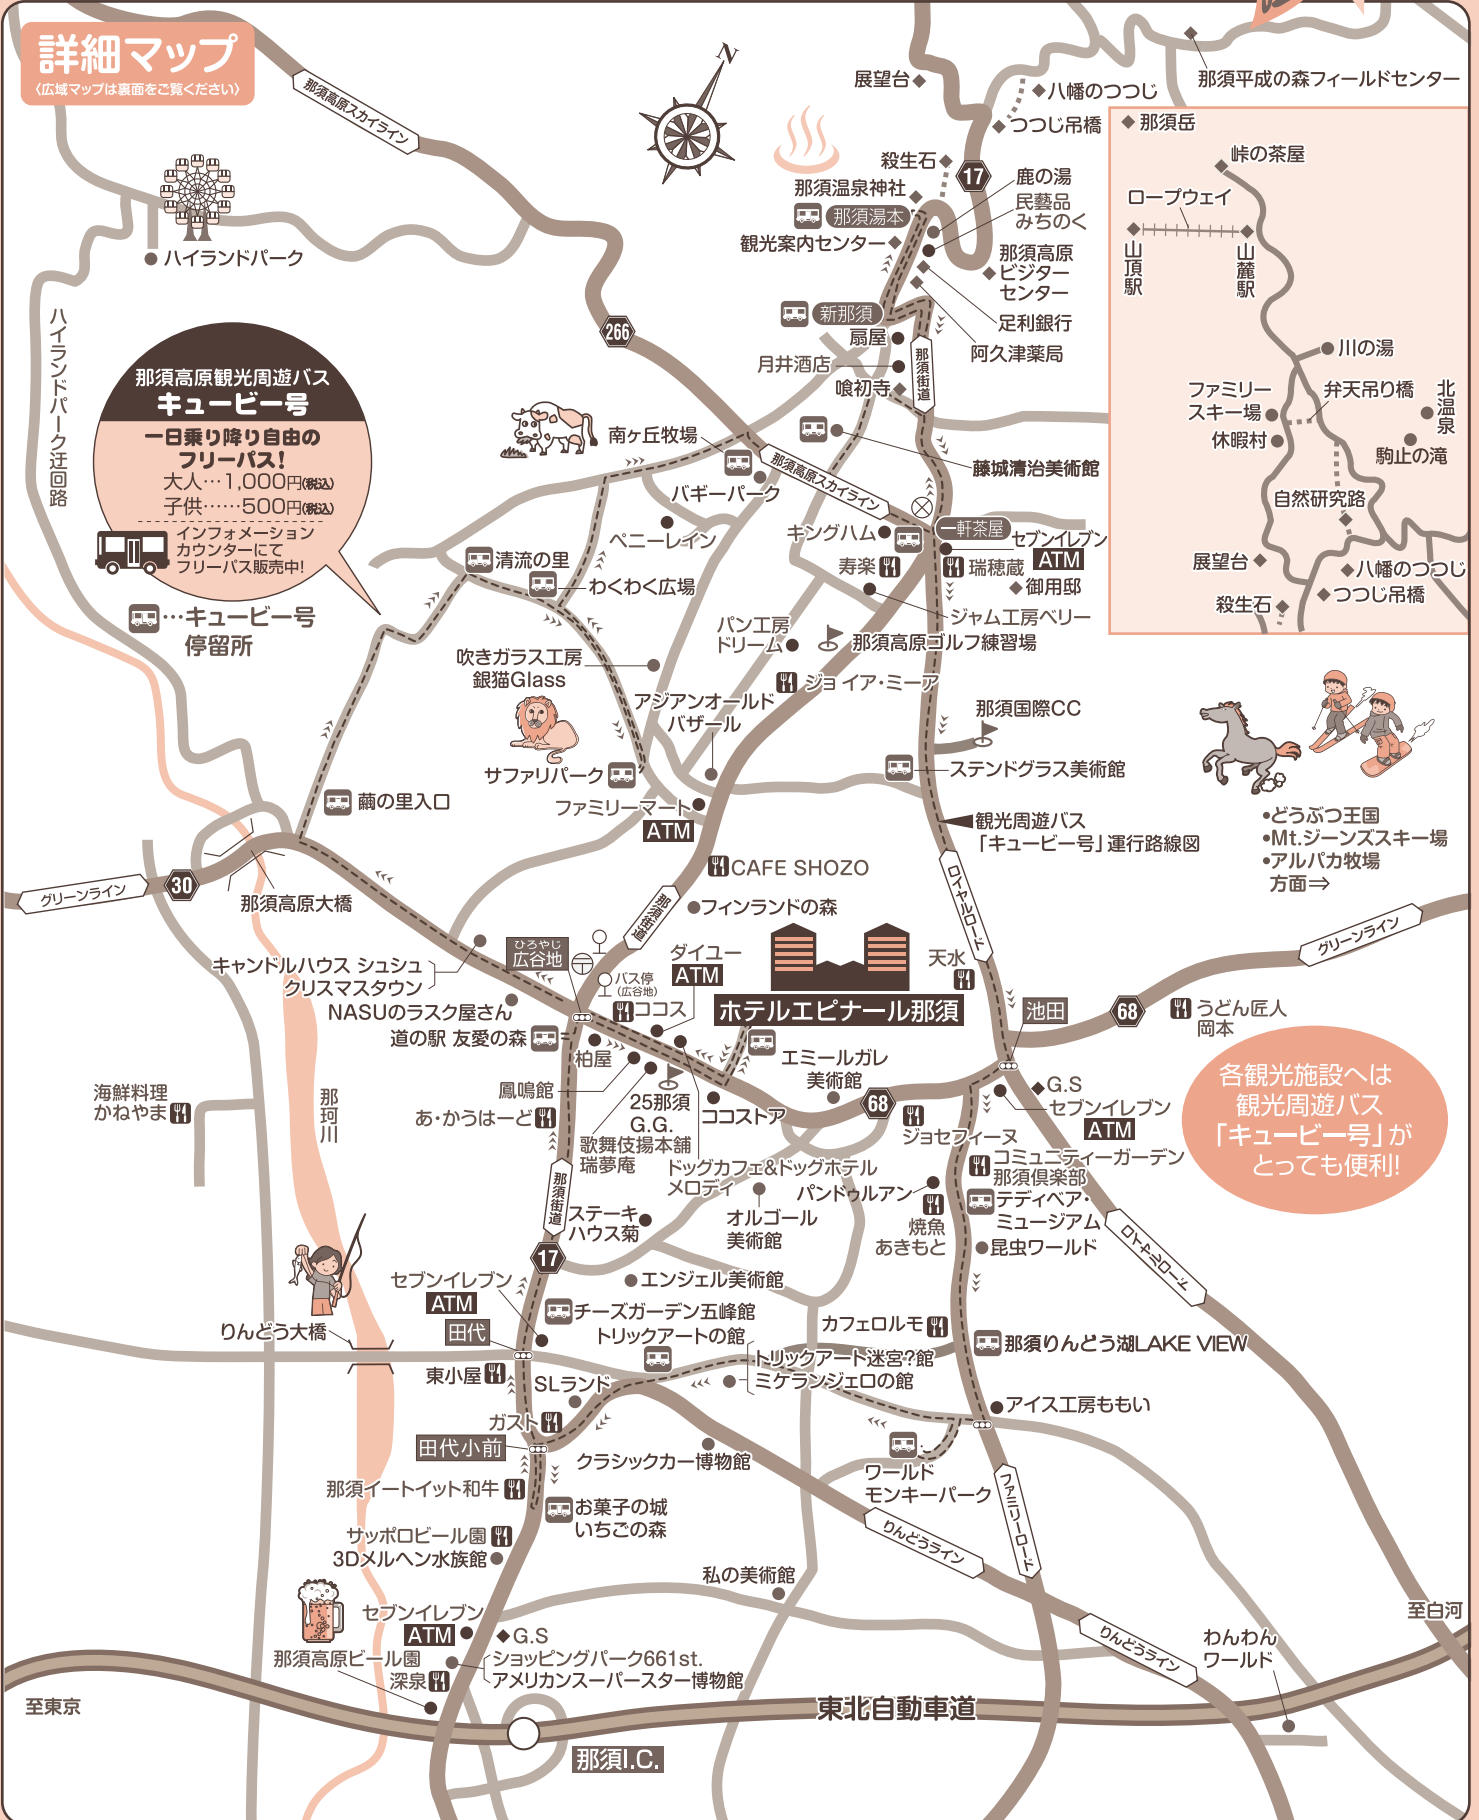 詳細マップ
〈広域マップは裏面をご覧ください〉
那須高原スカイライン
N
展望台
八幡のつつじ
つつじ吊橋
那須平成の森フィールドセンター
殺生石
17
鹿の湯
那須温泉神社
民藝品
みちのく
那須湯本
観光案内センター
那須高原
ビジター
センター
新那須
足利銀行
扇屋
阿久津薬局
月井酒店
那須街道
喰初寺
那須岳
峠の茶屋
ロープウェイ
山頂駅
山麓駅
川の湯
ファミリー
スキー場
弁天吊り橋
北温泉
休暇村
駒止の滝
自然研究路
展望台
八幡のつつじ
つつじ吊橋
殺生石
ハイランドパーク
ハイランドパーク迂回路
266
那須高原観光周遊バス
キュービー号
一日乗り降り自由の
フリーパス!
大人…1,000円(税込)
子供……500円(税込)
インフォメーション
カウンターにて
フリーパス販売中!
…キュービー号
停留所
南ヶ丘牧場
バギーパーク
那須高原スカイライン
藤城清治美術館
ペニーレイン
キングハム
一軒茶屋
セブンイレブン
ATM
清流の里
わくわく広場
寿楽
瑞穂蔵
御用邸
ジャム工房ベリー
パン工房
ドリーム
那須高原ゴルフ練習場
吹きガラス工房
銀猫Glass
ジョイア・ミーア
アジアンオールド
バザール
那須国際CC
サファリパーク
ステンドグラス美術館
ファミリーマート
ATM
繭の里入口
観光周遊バス
「キュービー号」運行路線図
•どうぶつ王国
•Mt.ジーンズスキー場
•アルパカ牧場
方面⇒
CAFE SHOZO
ロイヤルロード
グリーンライン
30
那須高原大橋
那須街道
フィンランドの森
グリーンライン
ひろやじ
広谷地
ダイユー
ATM
天水
キャンドルハウス シュシュ
クリスマスタウン
バス停
(広谷地)
ココス
ホテルエピナール那須
池田
68
うどん匠人
岡本
NASUのラスク屋さん
道の駅 友愛の森
柏屋
エミールガレ
美術館
各観光施設へは
観光周遊バス
「キュービー号」が
とっても便利!
海鮮料理
かねやま
那珂川
鳳鳴館
あ・かうはーど
25那須
G.G.
ココストア
68
G.S
セブンイレブン
ATM
ジョセフィーヌ
歌舞伎揚本舗
瑞夢庵
ドッグカフェ&ドッグホテル
メロディ
コミュニティーガーデン
那須倶楽部
那須街道
パンドゥルアン
テディベア・
ミュージアム
ステーキ
ハウス菊
オルゴール
美術館
焼魚
あきもと
昆虫ワールド
ロイヤルロード
17
セブンイレブン
ATM
エンジェル美術館
チーズガーデン五峰館
りんどう大橋
田代
トリックアートの館
カフェロルモ
那須りんどう湖LAKE VIEW
東小屋
トリックアート迷宮?館
ミケランジェロの館
SLランド
アイス工房ももい
ガスト
田代小前
クラシックカー博物館
ワールド
モンキーパーク
那須イートイット和牛
お菓子の城
いちごの森
ファミリーロード
りんどうライン
サッポロビール園
3Dメルヘン水族館
私の美術館
セブンイレブン
ATM
G.S
至白河
りんどうライン
わんわん
ワールド
那須高原ビール園
ショッピングパーク661st.
深泉
アメリカンスーパースター博物館
至東京
東北自動車道
那須I.C.